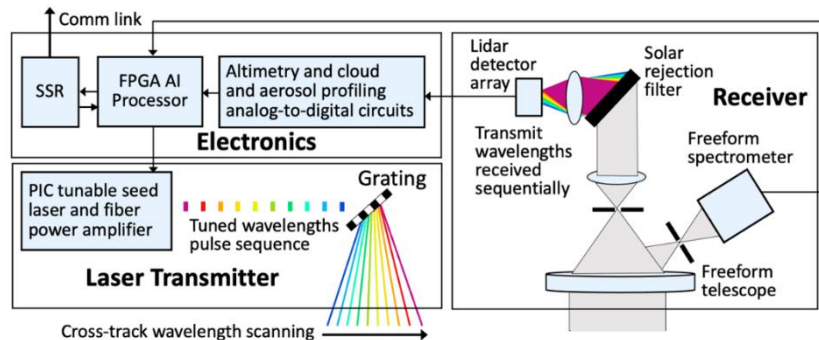 Comm link
SSR
FPGA AI
Processor
Altimetry and cloud
and aerosol profiling
analog-to-digital circuits
Electronics
PIC tunable seed
laser and fiber
power amplifier
Tuned wavelengths
pulse sequence
Grating
Laser Transmitter
Cross-track wavelength scanning
Lidar
detector
array
Solar
rejection
filter
Receiver
Transmit
wavelengths
received
sequentially
Freeform
spectrometer
Freeform
telescope